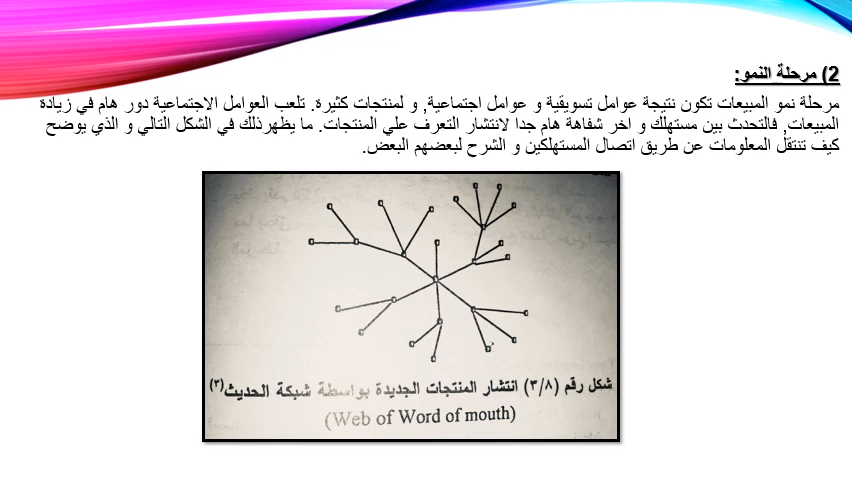 2) مرحلة النمو:
مرحلة نمو المبيعات تكون نتيجة عوامل تسويقية و عوامل اجتماعية, و لمنتجات كثيرة. تلعب العوامل الاجتماعية دور هام في زيادة
المبيعات, فالتحدث بين مستهلك و اخر شفاهة هام جدا لانتشار التعرف علي المنتجات. ما يظهرذلك في الشكل التالي و الذي يوضح
كيف تنتقل المعلومات عن طريق اتصال المستهلكين و الشرح لبعضهم البعض.
شكل رقم (٣/٨) انتشار المنتجات الجديدة بواسطة شبكة الحديث(٣)
(Web of Word of mouth)